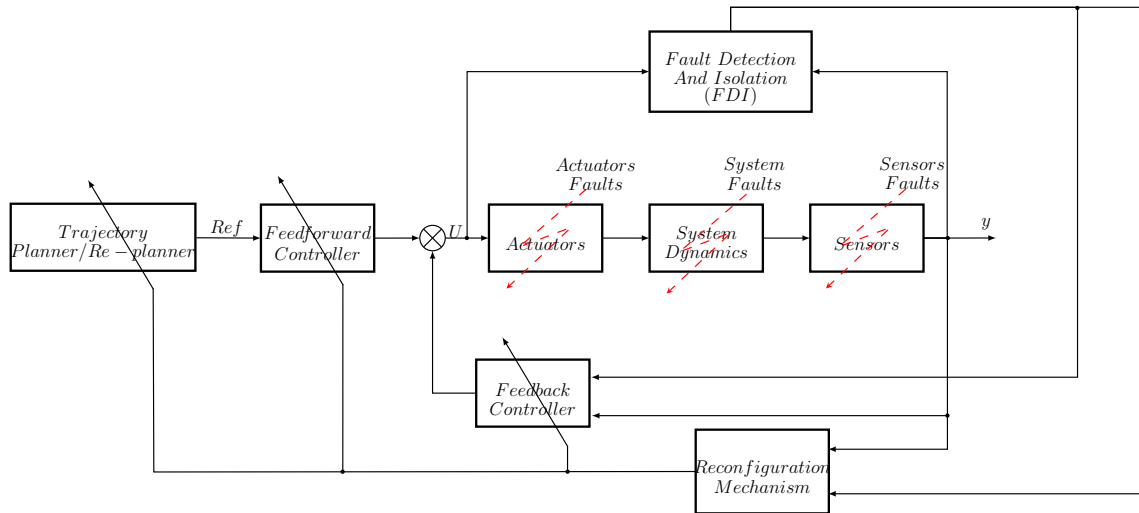 Fault Detection
And Isolation
(FDI)
Actuators
Faults
System
Faults
Sensors
Faults
Trajectory
Planner/Re-planner
Ref
Feedforward
Controller
U
Actuators
System
Dynamics
Sensors
y
Feedback
Controller
Reconfiguration
Mechanism